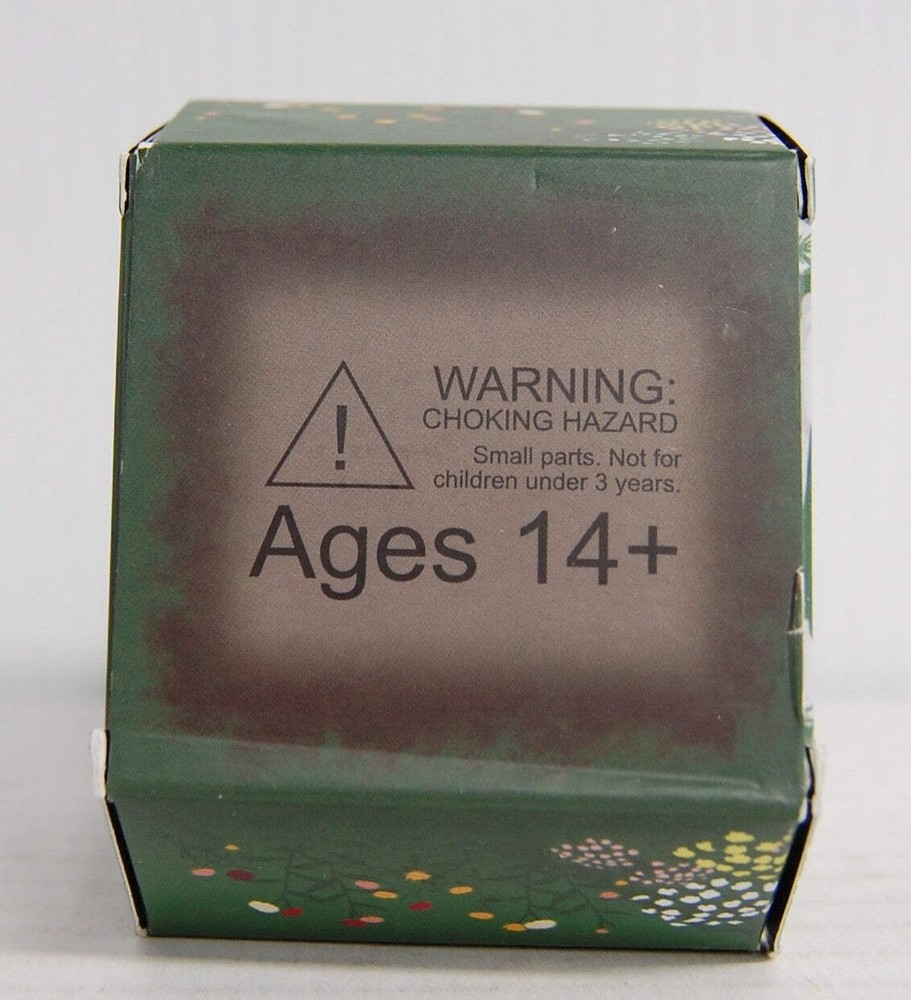 !
WARNING:
CHOKING HAZARD
Small parts. Not for
children under 3 years.
Ages 14+